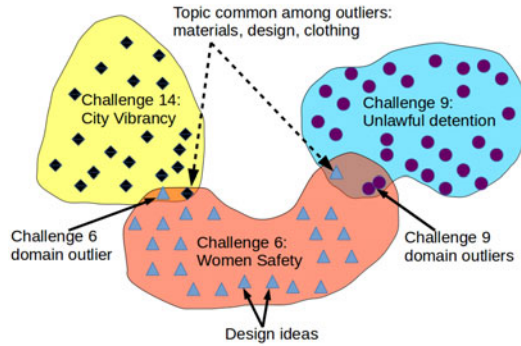 Topic common among outliers:
materials, design, clothing
Challenge 14:
City Vibrancy
Challenge 9:
Unlawful detention
Challenge 6
domain outlier
Challenge 6:
Women Safety
Challenge 9
domain outliers
Design ideas